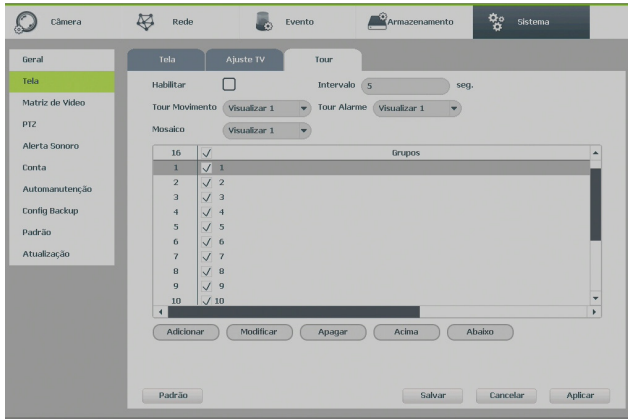 Câmera Rede Evento Armazenamento Sistema
Geral
Tela
Matriz de Vídeo
PTZ
Alerta Sonoro
Conta
Automanutenção
Config Backup
Padrão
Atualização
Tela Ajuste TV Tour
Habilitar Intervalo 5 seg.
Tour Movimento Visualizar 1 Tour Alarme Visualizar 1
Mosaico Visualizar 1
16 Grupos
1 1
2 2
3 3
4 4
5 5
6 6
7 7
8 8
9 9
10 10
Adicionar Modificar Apagar Acima Abaixo
Padrão Salvar Cancelar Aplicar